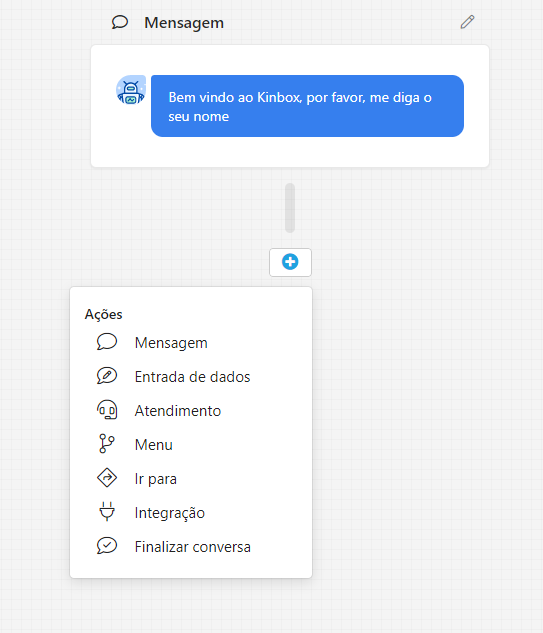 Mensagem
Bem vindo ao Kinbox, por favor, me diga o
seu nome
Ações
Mensagem
Entrada de dados
Atendimento
Menu
Ir para
Integração
Finalizar conversa